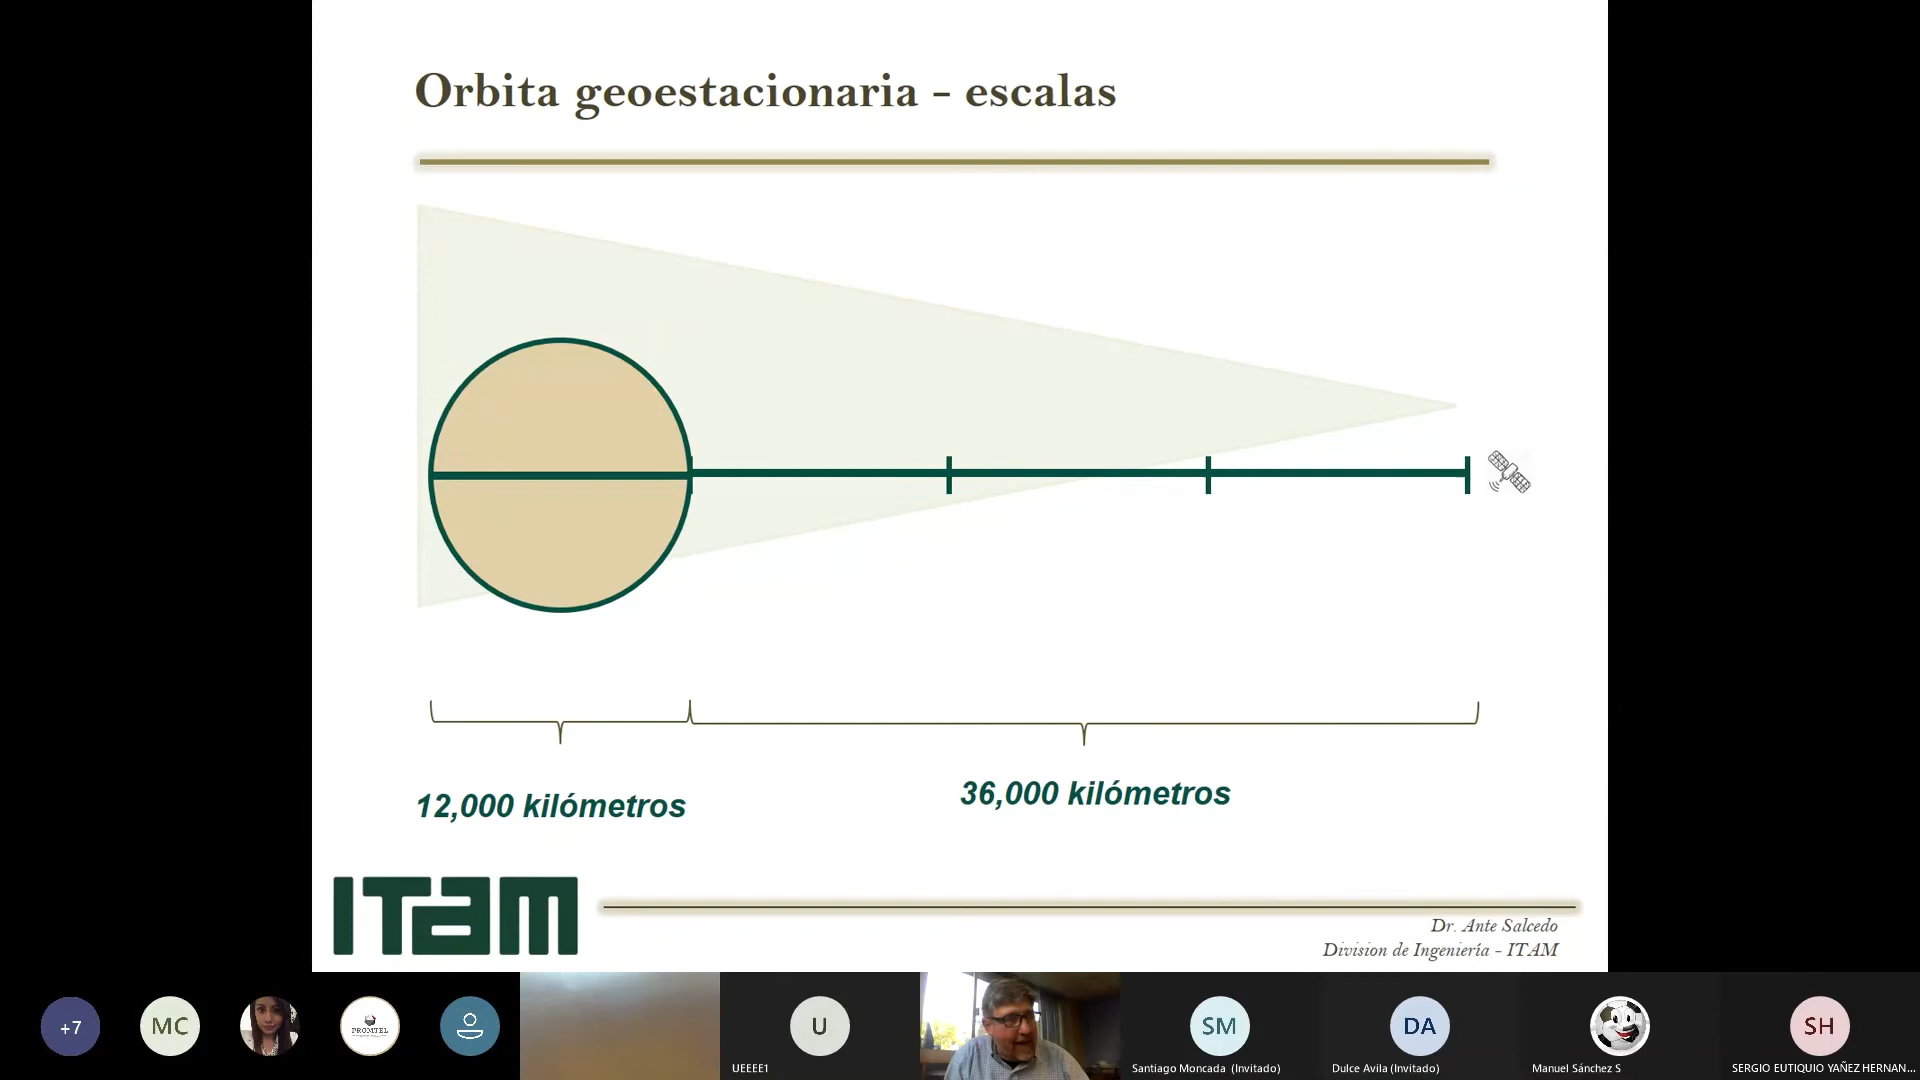 Orbita geoestacionaria - escalas
12,000 kilómetros
36,000 kilómetros
ITAM
Dr. Ante Salcedo
Division de Ingeniería - ITAM
+7
MC
PROMTEL
U
UEEEE1
SM
Santiago Moncada (Invitado)
DA
Dulce Avila (Invitado)
Manuel Sánchez S
SH
SERGIO EUTIQUIO YAÑEZ HERNAN...